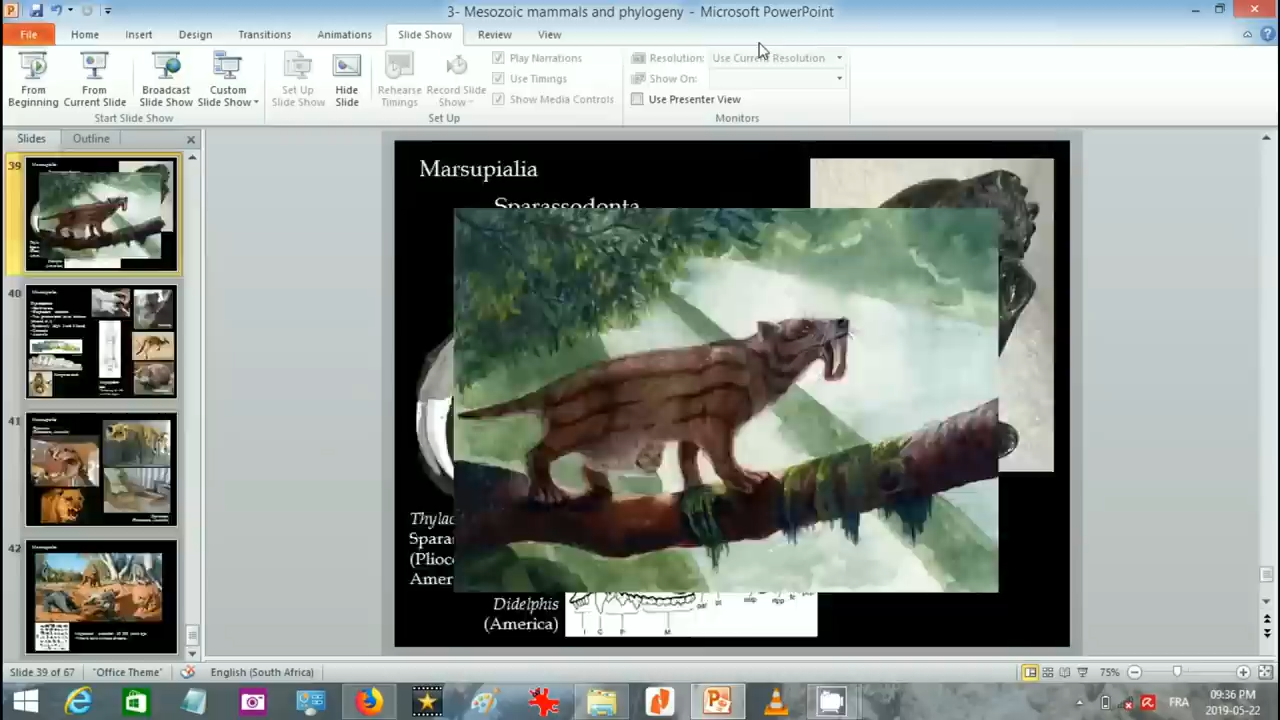 3- Mesozoic mammals and phylogeny - Microsoft PowerPoint
File Home Insert Design Transitions Animations Slide Show Review View
From Beginning
From Current Slide
Broadcast Slide Show
Custom Slide Show
Set Up Slide Show
Hide Slide
Rehearse Timings
Record Slide Show
Play Narrations
Use Timings
Show Media Controls
Resolution: Use Current Resolution
Show On:
Use Presenter View
Start Slide Show
Set Up
Monitors
Slides Outline
39
40
41
42
Marsupialia
Sparassodonta
Thylac
Sparas
(Plioc
Ameri
Didelphis
(America)
I C P M
Slide 39 of 67 "Office Theme" English (South Africa) 75%
FRA
09:36 PM
2019-05-22